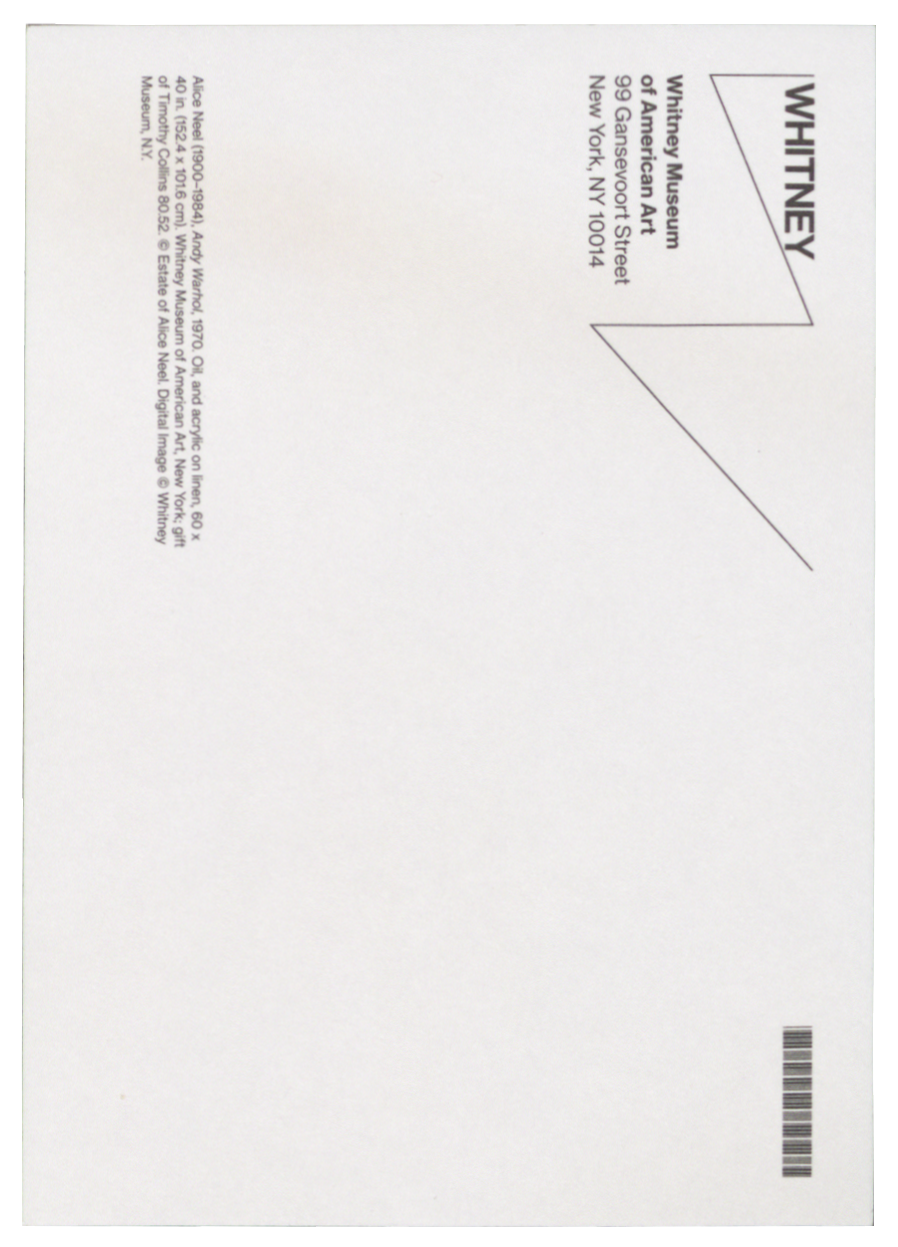 WHITNEY
Whitney Museum
of American Art
99 Gansevoort Street
New York, NY 10014
Alice Neel (1900–1984), Andy Warhol, 1970. Oil, and acrylic on linen, 60 x
40 in. (152.4 x 101.6 cm). Whitney Museum of American Art, New York; gift
of Timothy Collins 80.52. © Estate of Alice Neel. Digital Image © Whitney
Museum, N.Y.